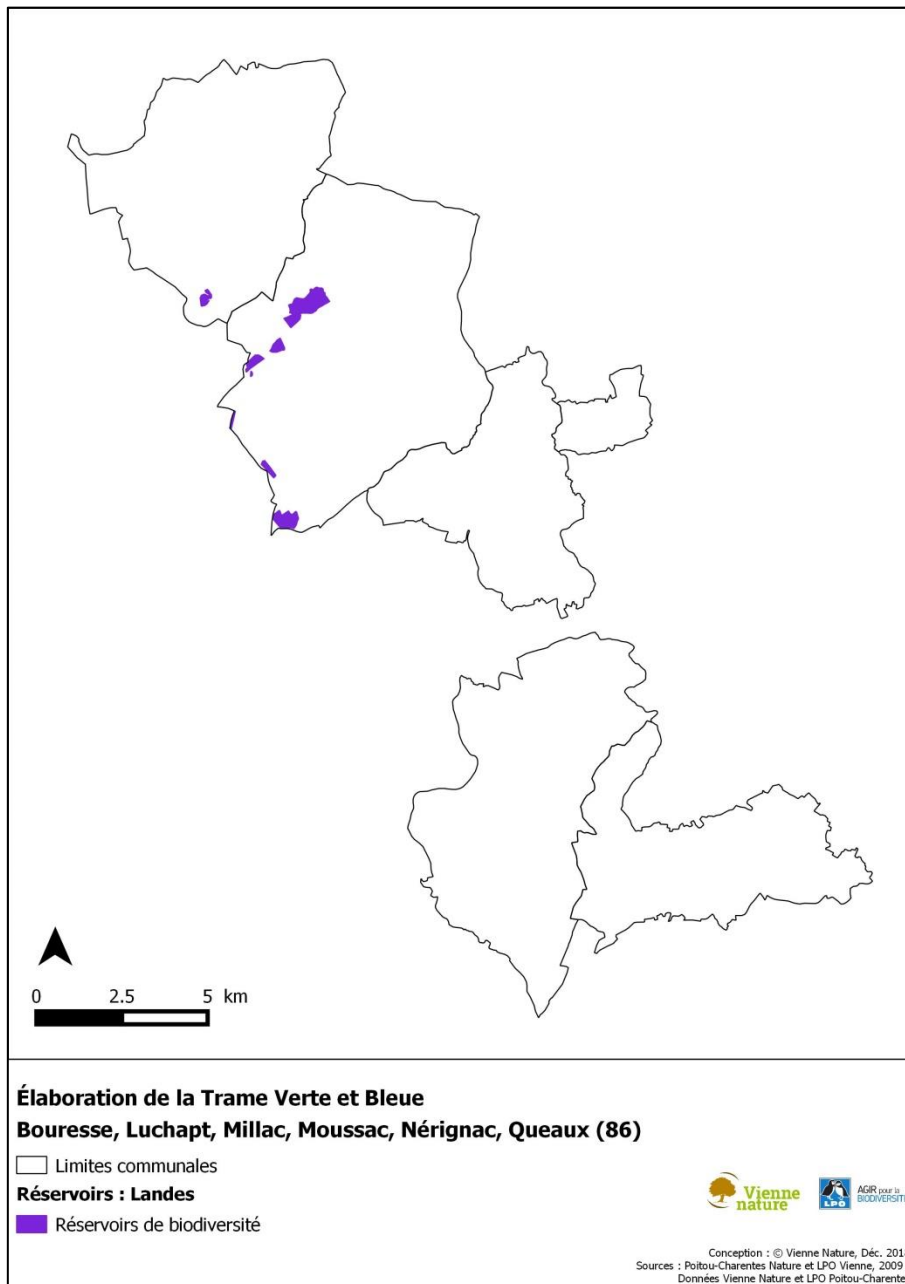 0 2.5 5 km
Élaboration de la Trame Verte et Bleue
Bouresse, Luchapt, Millac, Moussac, Nérignac, Queaux (86)
Limites communales
Réservoirs : Landes
Réservoirs de biodiversité
Vienne
nature
LPO
AGIR pour la
BIODIVERSITÉ
Conception : © Vienne Nature, Déc. 201
Sources : Poitou-Charentes Nature et LPO Vienne, 2009
Données Vienne Nature et LPO Poitou-Charente